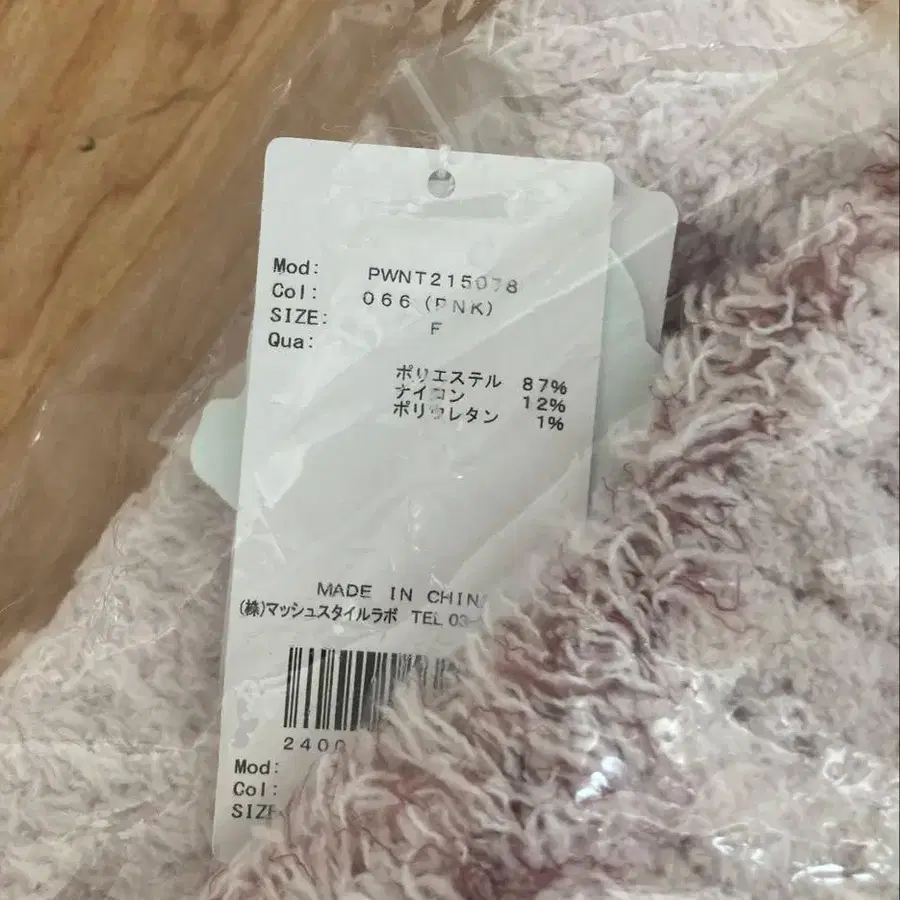 Mod: PWNT215078
Col: 066 (PNK)
SIZE: F
Qua:
ポリエステル 87%
ナイロン 12%
ポリウレタン 1%
MADE IN CHINA
(株)マッシュスタイルラボ TEL 03-
2400
Mod:
Col:
SIZE